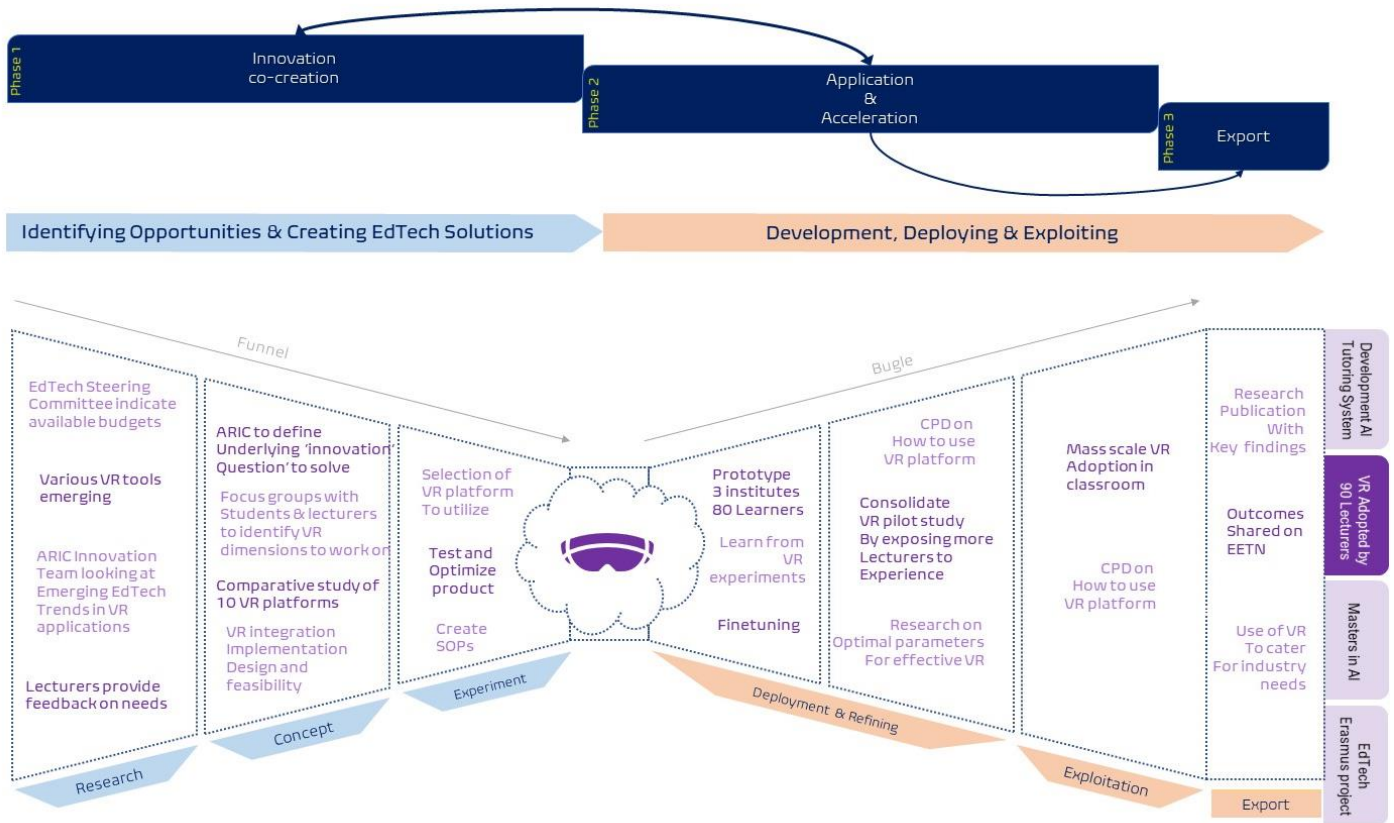 Phase 1
Innovation
co-creation
Phase 2
Application
&
Acceleration
Phase 3
Export
Identifying Opportunities & Creating EdTech Solutions
Development, Deploying & Exploiting
Funnel
Bugle
EdTech Steering
Committee indicate
available budgets
Various VR tools
emerging
ARIC Innovation
Team looking at
Emerging EdTech
Trends in VR
applications
Lecturers provide
feedback on needs
Research
ARIC to define
Underlying ‘innovation’
Question’ to solve
Focus groups with
Students & lecturers
to identify VR
dimensions to work on
Comparative study of
10 VR platforms
VR integration
Implementation
Design and
feasibility
Concept
Selection of
VR platform
To utilize
Test and
Optimize
product
Create
SOPs
Experiment
Prototype
3 institutes
80 Learners
Learn from
VR
experiments
Finetuning
CPD on
How to use
VR platform
Consolidate
VR pilot study
By exposing more
Lecturers to
Experience
Research on
Optimal parameters
For effective VR
Deployment & Refining
Mass scale VR
Adoption in
classroom
CPD on
How to use
VR platform
Exploitation
Research
Publication
With
Key findings
Outcomes
Shared on
EETN
Use of VR
To cater
For industry
needs
Export
Development AI
Tutoring System
VR Adopted by
90 Lecturers
Masters in AI
EdTech
Erasmus project